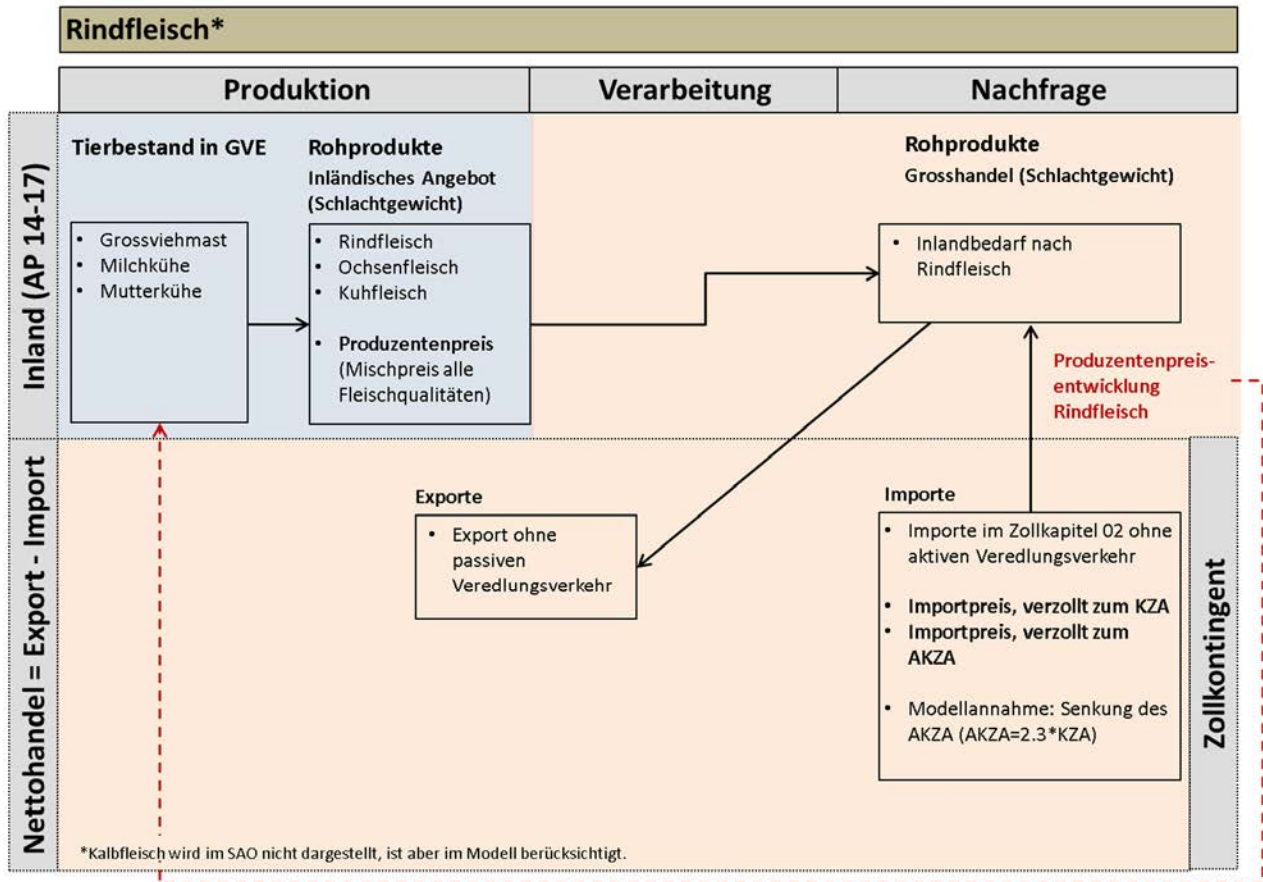 Rindfleisch*
Produktion
Verarbeitung
Nachfrage
Inland (AP 14-17)
Tierbestand in GVE
• Grossviehmast
• Milchkühe
• Mutterkühe
Rohprodukte
Inländisches Angebot
(Schlachtgewicht)
• Rindfleisch
• Ochsenfleisch
• Kuhfleisch
• Produzentenpreis
(Mischpreis alle
Fleischqualitäten)
Rohprodukte
Grosshandel (Schlachtgewicht)
• Inlandbedarf nach
Rindfleisch
Produzentenpreis-
entwicklung
Rindfleisch
Nettohandel = Export - Import
Exporte
• Export ohne
passiven
Veredlungsverkehr
Importe
• Importe im Zollkapitel 02 ohne
aktiven Veredlungsverkehr
• Importpreis, verzollt zum KZA
• Importpreis, verzollt zum
AKZA
• Modellannahme: Senkung des
AKZA (AKZA=2.3*KZA)
Zollkontingent
*Kalbfleisch wird im SAO nicht dargestellt, ist aber im Modell berücksichtigt.